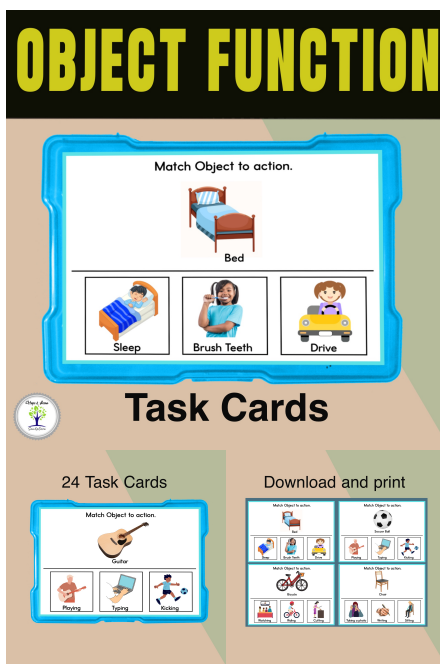 OBJECT FUNCTION
Match Object to action.
Bed
Sleep
Brush Teeth
Drive
Task Cards
24 Task Cards
Download and print
Match Object to action.
Guitar
Playing
Typing
Kicking
Match Object to action.
Bed
Sleep
Brush Teeth
Drive
Match Object to action.
Soccer Ball
Playing
Typing
Kicking
Match Object to action.
Bicycle
Riding
Cutting
Match Object to action.
Chair
Writing
Sitting